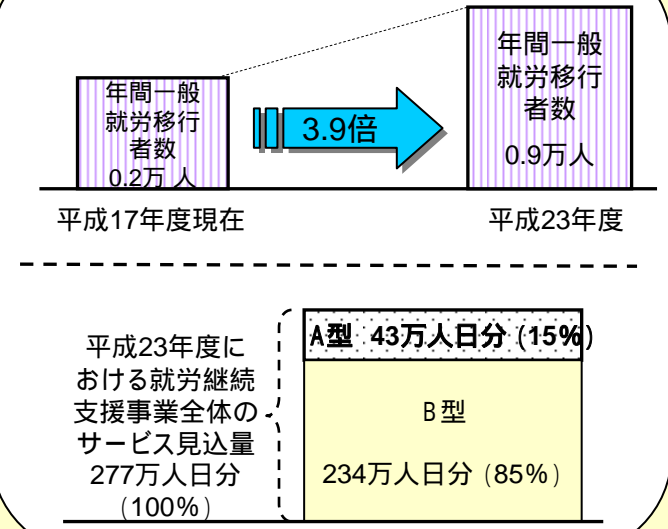 年間一般
就労移行
者数
0.2万人
3.9倍
年間一般
就労移行
者数
0.9万人
平成17年度現在
平成23年度
平成23年度に
おける就労継続
支援事業全体の
サービス見込量
277万人日分
(100%)
A型 43万人日分 (15%)
B型
234万人日分 (85%)